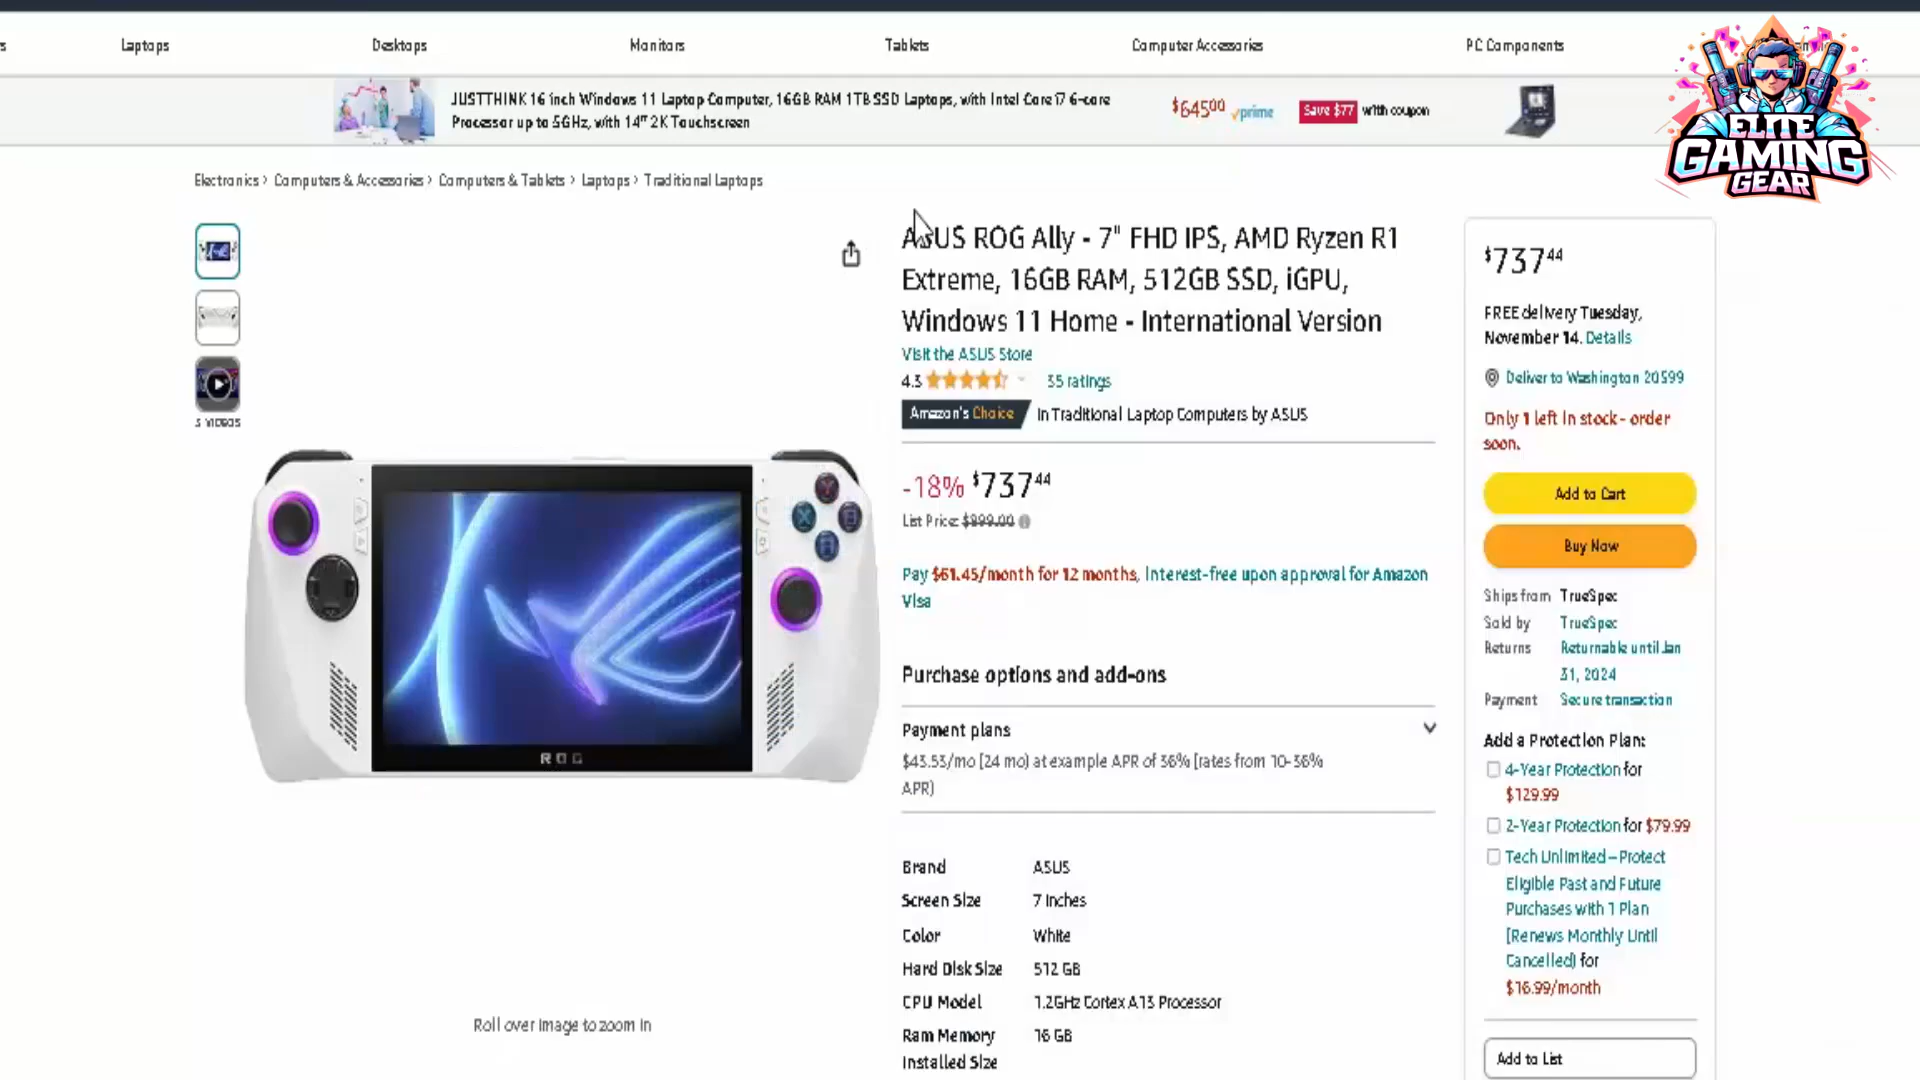 Laptops
Desktops
Monitors
Tablets
Computer Accessories
PC Components
ELITE
GAMING
GEAR
JUSTTHINK 16 inch Windows 11 Laptop Computer, 16GB RAM 1TB SSD Laptops, with Intel Core i7 6-core
Processor up to 5GHz, with 14" 2K Touchscreen
$64500 prime
Save $77 with coupon
Electronics › Computers & Accessories › Computers & Tablets › Laptops › Traditional Laptops
ASUS ROG Ally - 7" FHD IPS, AMD Ryzen R1
Extreme, 16GB RAM, 512GB SSD, iGPU,
Windows 11 Home - International Version
Visit the ASUS Store
4.3 35 ratings
Amazon's Choice In Traditional Laptop Computers by ASUS
-18% $73744
List Price: $899.00
Pay $61.45/month for 12 months, interest-free upon approval for Amazon
Visa
Purchase options and add-ons
Payment plans
$43.53/mo (24 mo) at example APR of 36% (rates from 10-36%
APR)
Brand ASUS
Screen Size 7 Inches
Color White
Hard Disk Size 512 GB
CPU Model 1.2GHz Cortex A13 Processor
Ram Memory 16 GB
Installed Size
3 VIDEOS
Y
X
B
A
ROG
Roll over image to zoom in
$73744
FREE delivery Tuesday,
November 14. Details
Deliver to Washington 20599
Only 1 left in stock - order
soon.
Add to Cart
Buy Now
Ships from TrueSpec
Sold by TrueSpec
Returns Returnable until Jan
31, 2024
Payment Secure transaction
Add a Protection Plan:
4-Year Protection for
$129.99
2-Year Protection for $79.99
Tech Unlimited – Protect
Eligible Past and Future
Purchases with 1 Plan
(Renews Monthly Until
Cancelled) for
$16.99/month
Add to List